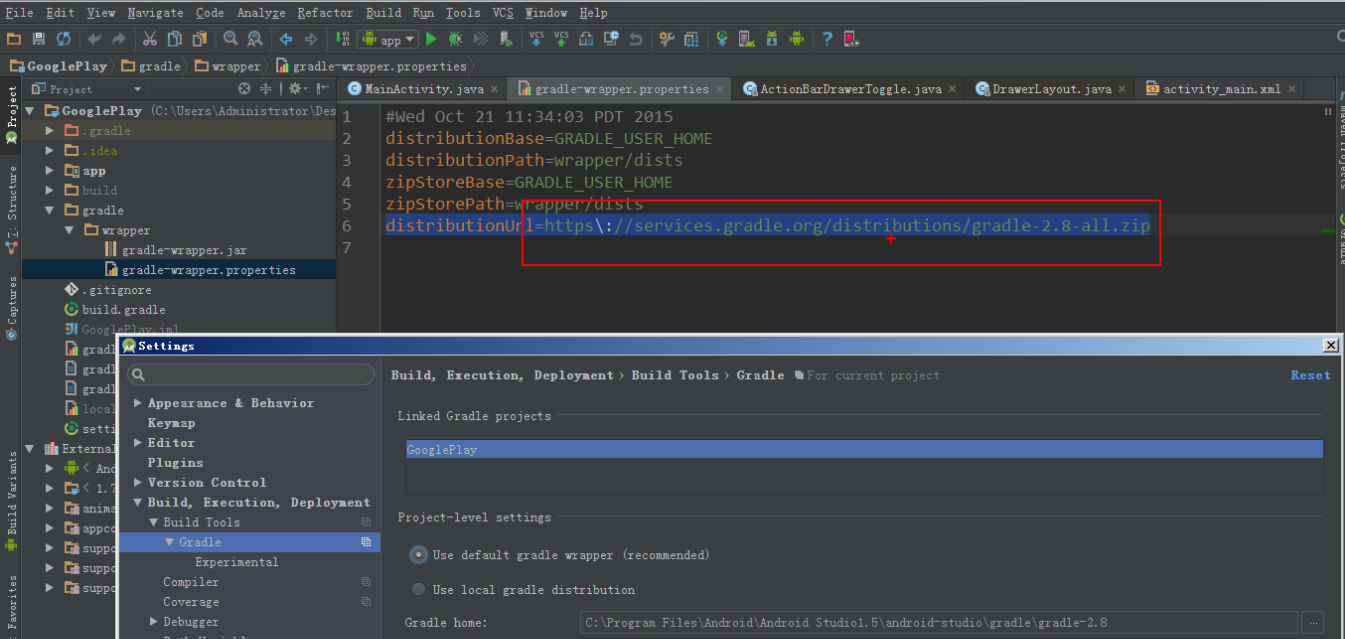 File Edit View Navigate Code Analyze Refactor Build Run Tools VCS Window Help
app
VCS VCS
GooglePlay gradle wrapper gradle-wrapper.properties
Project
MainActivity.java gradle-wrapper.properties ActionBarDrawerToggle.java DrawerLayout.java activity_main.xml
Project
Structure
Captures
Build Variants
Favorites
GooglePlay (C:\Users\Administrator\Des
.gradle
.idea
app
build
gradle
wrapper
gradle-wrapper.jar
gradle-wrapper.properties
.gitignore
build.gradle
GooglePlay.iml
gradl
gradl
gradl
local
setti
External
< And
< 1.7
anima
appco
suppo
suppo
suppo
1 #Wed Oct 21 11:34:03 PDT 2015
2 distributionBase=GRADLE_USER_HOME
3 distributionPath=wrapper/dists
4 zipStoreBase=GRADLE_USER_HOME
5 zipStorePath=wrapper/dists
6 distributionUrl=https\://services.gradle.org/distributions/gradle-2.8-all.zip
7
Settings
Appearance & Behavior
Keymap
Editor
Plugins
Version Control
Build, Execution, Deployment
Build Tools
Gradle
Experimental
Compiler
Coverage
Debugger
Build, Execution, Deployment › Build Tools › Gradle For current project Reset
Linked Gradle projects
GooglePlay
Project-level settings
Use default gradle wrapper (recommended)
Use local gradle distribution
Gradle home: C:\Program Files\Android\Android Studio1.5\android-studio\gradle\gradle-2.8 ...